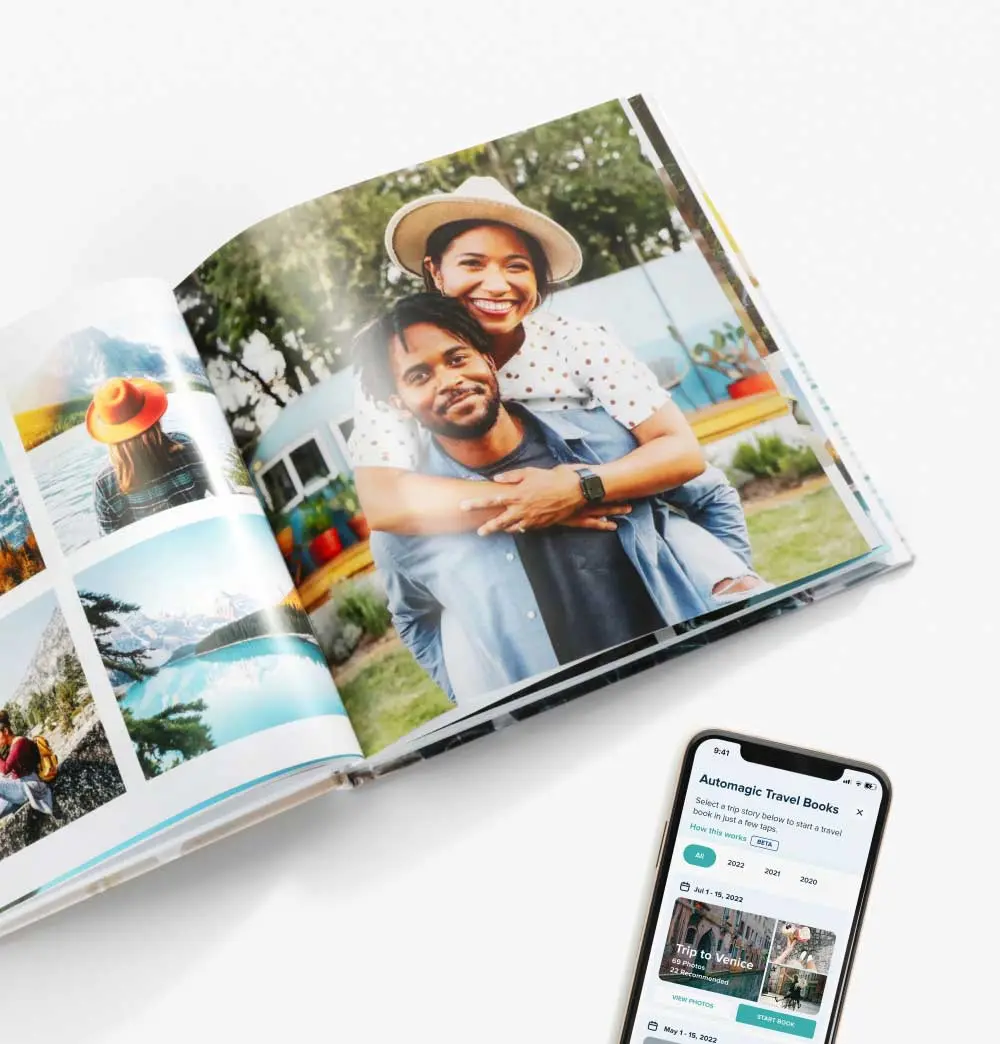 9:41
Automagic Travel Books
Select a trip story below to start a travel
book in just a few taps.
How this works BETA
All 2022 2021 2020
Jul 1 - 15, 2022
Trip to Venice
69 Photos
22 Recommended
VIEW PHOTOS START BOOK
May 1 - 15, 2022